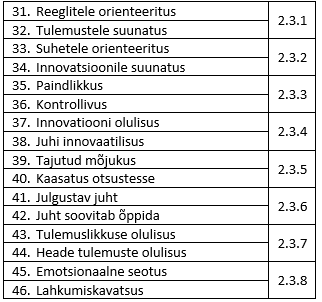 31. Reeglitele orienteeritus
32. Tulemustele suunatus
2.3.1
33. Suhetele orienteeritus
34. Innovatsioonile suunatus
2.3.2
35. Paindlikkus
36. Kontrollivus
2.3.3
37. Innovatiooni olulisus
38. Juhi innovaatilisus
2.3.4
39. Tajutud mõjukus
40. Kaasatus otsustesse
2.3.5
41. Julgustav juht
42. Juht soovitab õppida
2.3.6
43. Tulemuslikkuse olulisus
44. Heade tulemuste olulisus
2.3.7
45. Emotsionaalne seotus
46. Lahkumiskavatsus
2.3.8